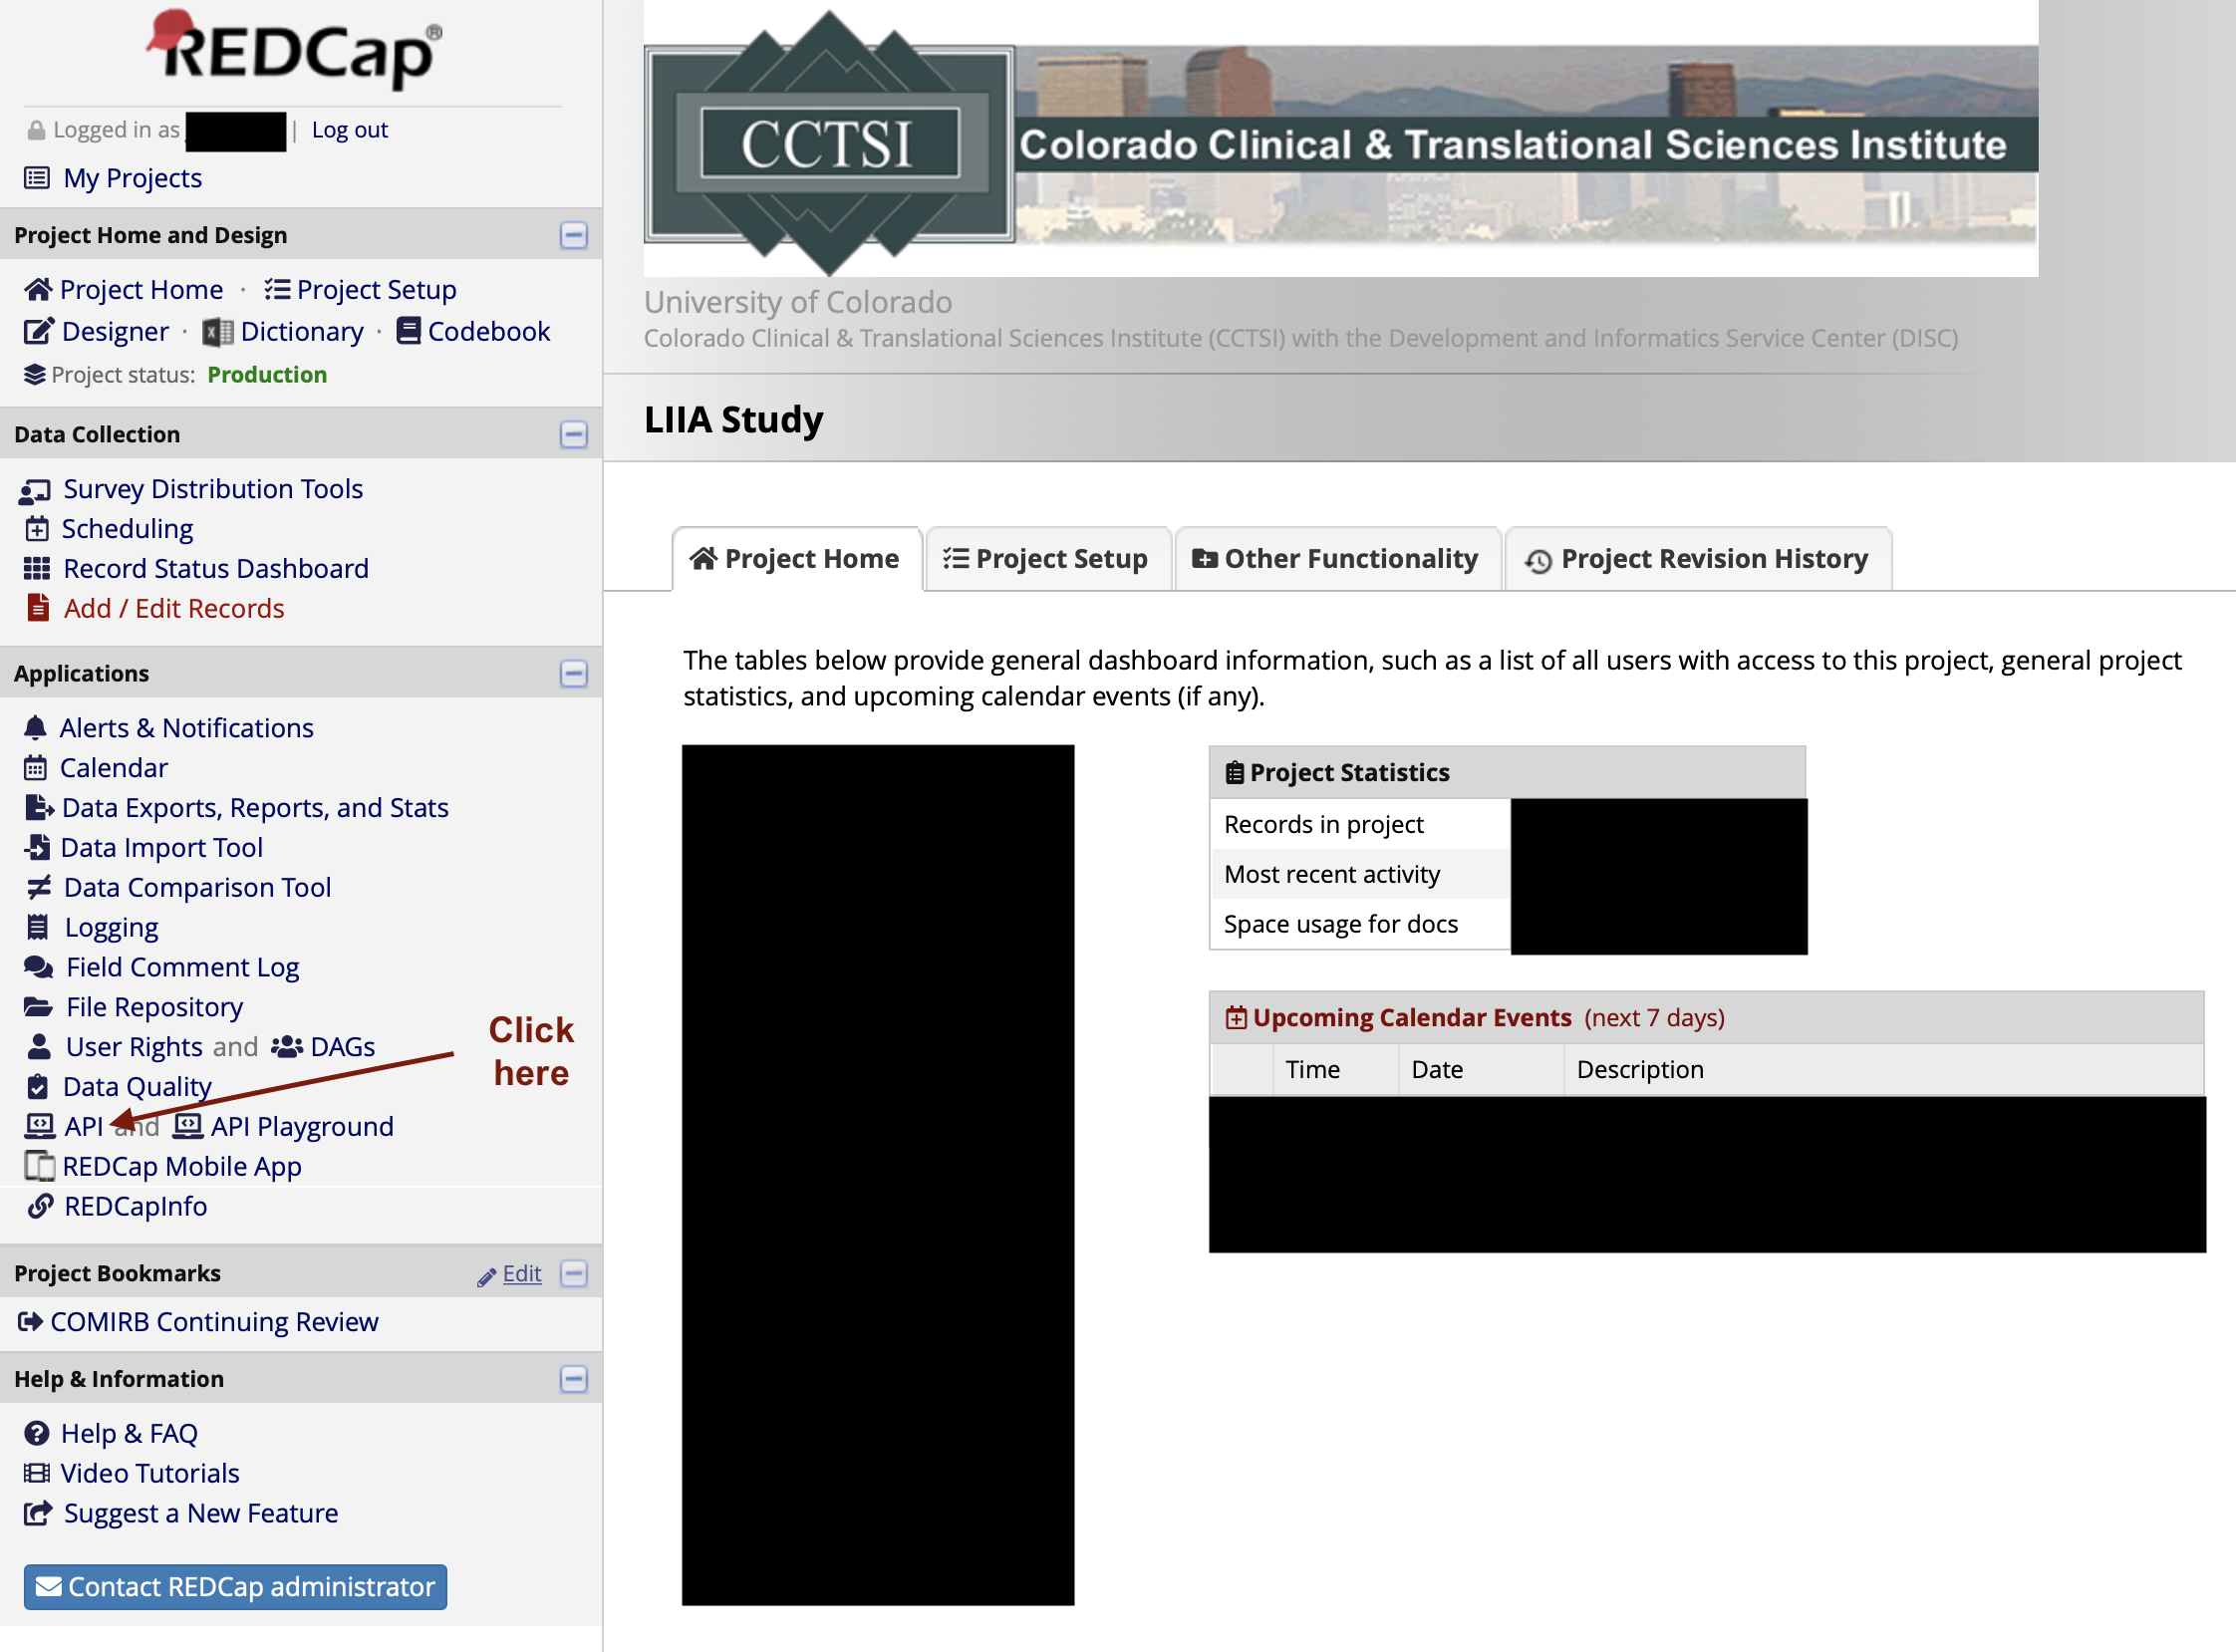 REDCap®
Logged in as | Log out
My Projects
Project Home and Design
Project Home · Project Setup
Designer · Dictionary · Codebook
Project status: Production
Data Collection
Survey Distribution Tools
Scheduling
Record Status Dashboard
Add / Edit Records
Applications
Alerts & Notifications
Calendar
Data Exports, Reports, and Stats
Data Import Tool
Data Comparison Tool
Logging
Field Comment Log
File Repository
User Rights and DAGs
Data Quality
API and API Playground
REDCap Mobile App
REDCapInfo
Click
here
Project Bookmarks Edit
COMIRB Continuing Review
Help & Information
Help & FAQ
Video Tutorials
Suggest a New Feature
Contact REDCap administrator
CCTSI Colorado Clinical & Translational Sciences Institute
University of Colorado
Colorado Clinical & Translational Sciences Institute (CCTSI) with the Development and Informatics Service Center (DISC)
LIIA Study
Project Home Project Setup Other Functionality Project Revision History
The tables below provide general dashboard information, such as a list of all users with access to this project, general project
statistics, and upcoming calendar events (if any).
Project Statistics
Records in project
Most recent activity
Space usage for docs
Upcoming Calendar Events (next 7 days)
Time Date Description